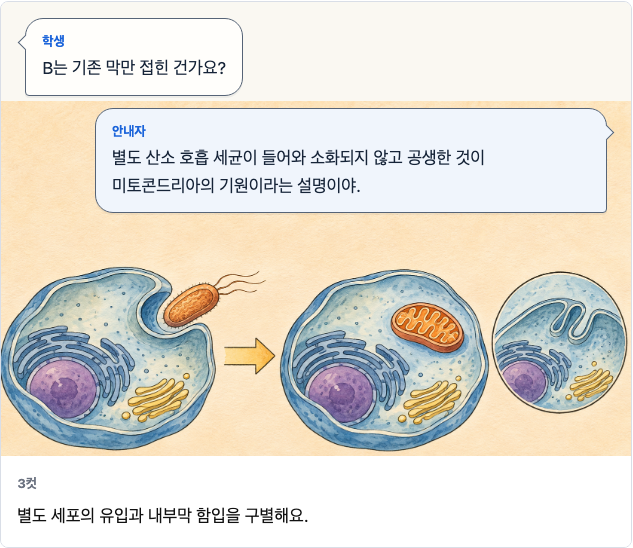 학생
B는 기존 막만 접힌 건가요?
안내자
별도 산소 호흡 세균이 들어와 소화되지 않고 공생한 것이
미토콘드리아의 기원이라는 설명이야.
3컷
별도 세포의 유입과 내부막 함입을 구별해요.